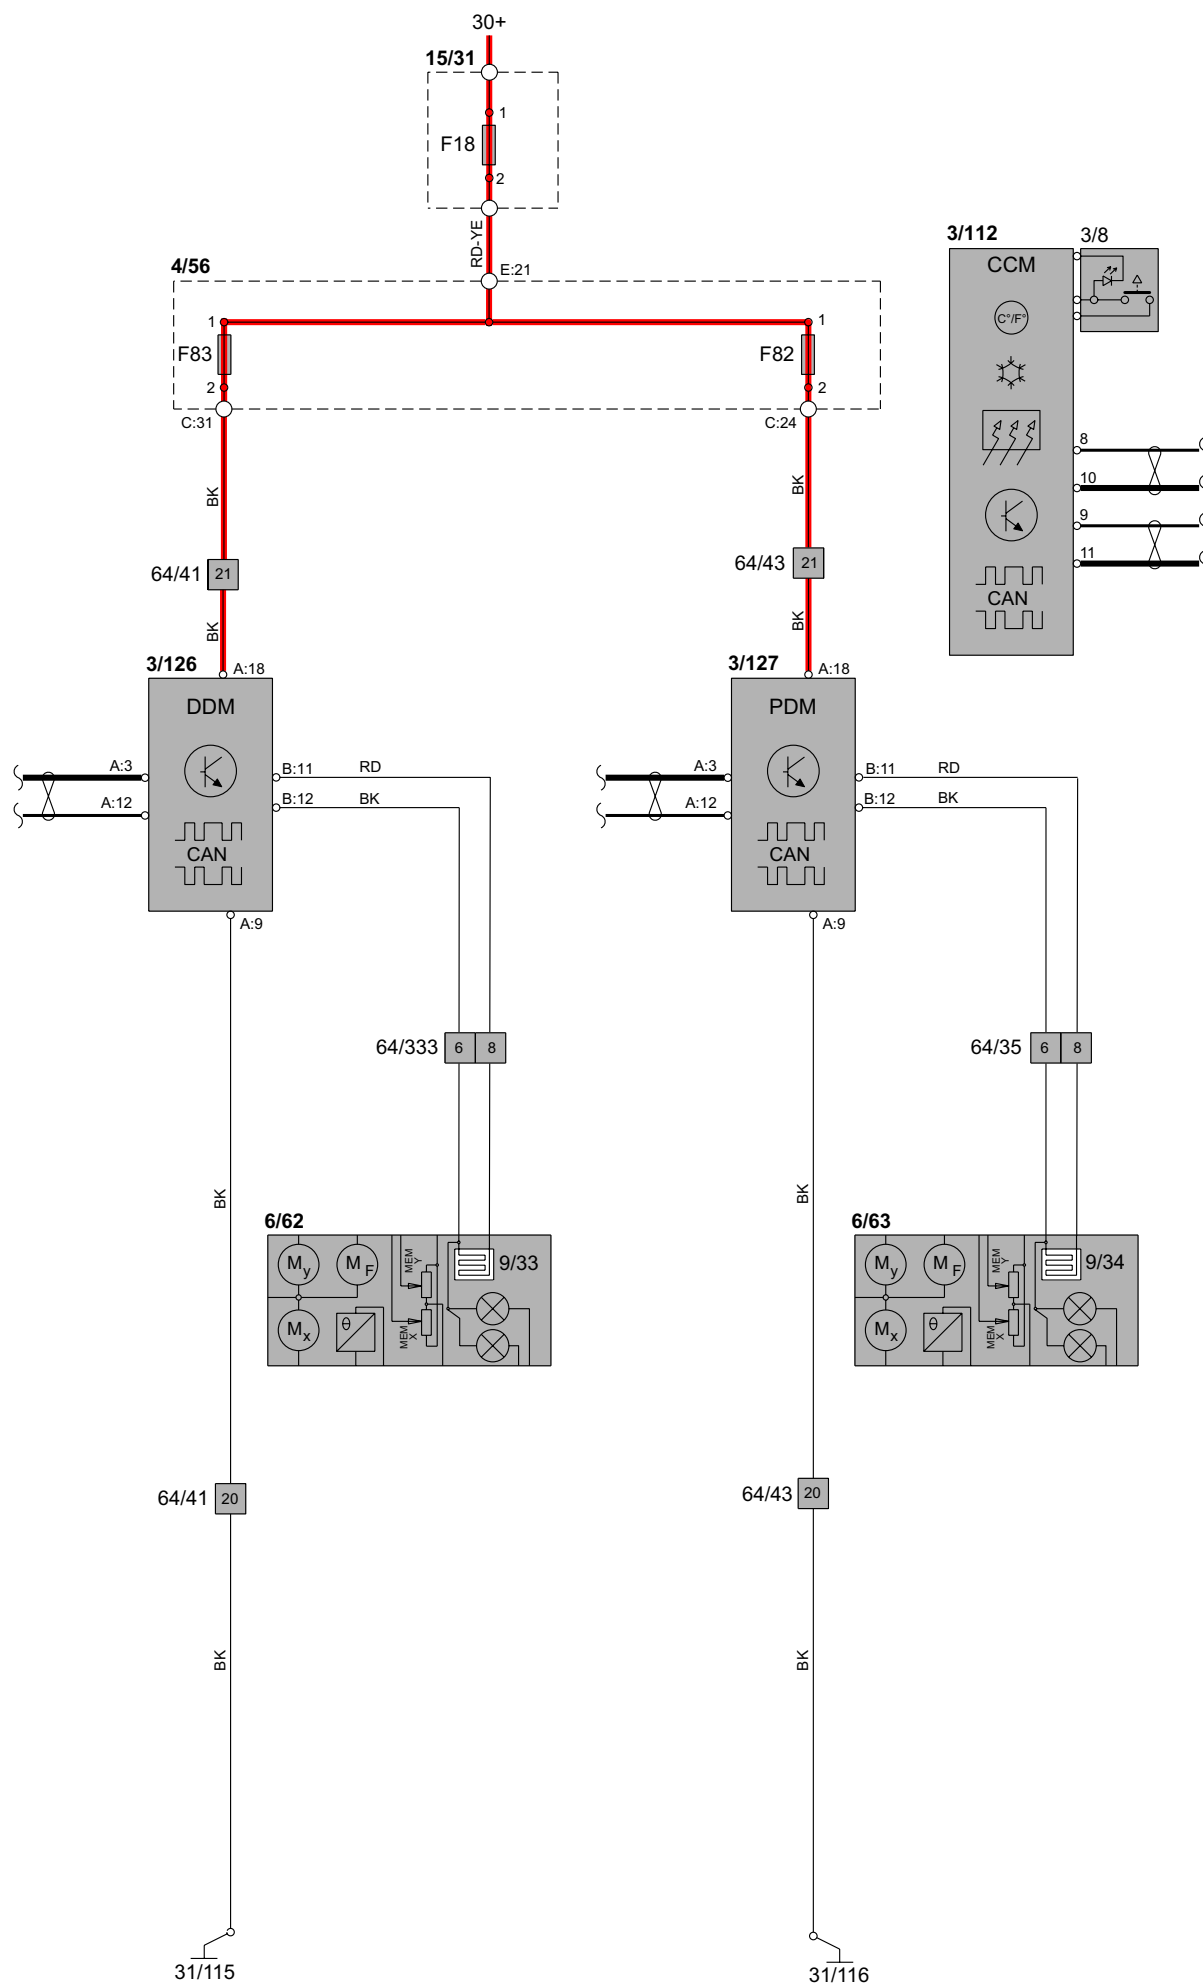 30+
15/31
1
F18
2
RD-YE
3/112
3/8
4/56
E:21
CCM
C°/F°
1
1
F83
F82
2
2
C:31
C:24
8
10
9
11
CAN
BK
BK
64/41
21
64/43
21
BK
BK
3/126
A:18
3/127
A:18
DDM
PDM
A:3
B:11
RD
A:3
B:11
RD
A:12
B:12
BK
A:12
B:12
BK
CAN
CAN
A:9
A:9
64/333
6
8
64/35
6
8
BK
BK
6/62
6/63
My
MF
MEM Y
9/33
My
MF
MEM Y
9/34
Mx
θ
MEM X
Mx
θ
MEM X
64/41
20
64/43
20
BK
BK
31/115
31/116